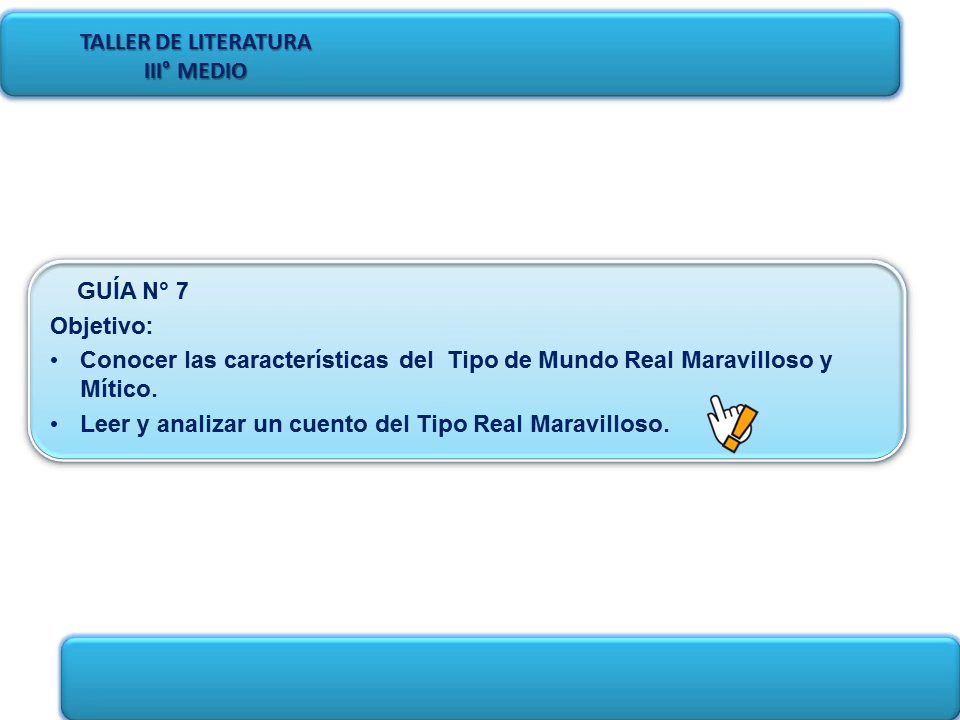 TALLER DE LITERATURA
III° MEDIO
GUÍA N° 7
Objetivo:
• Conocer las características del Tipo de Mundo Real Maravilloso y
Mítico.
• Leer y analizar un cuento del Tipo Real Maravilloso.